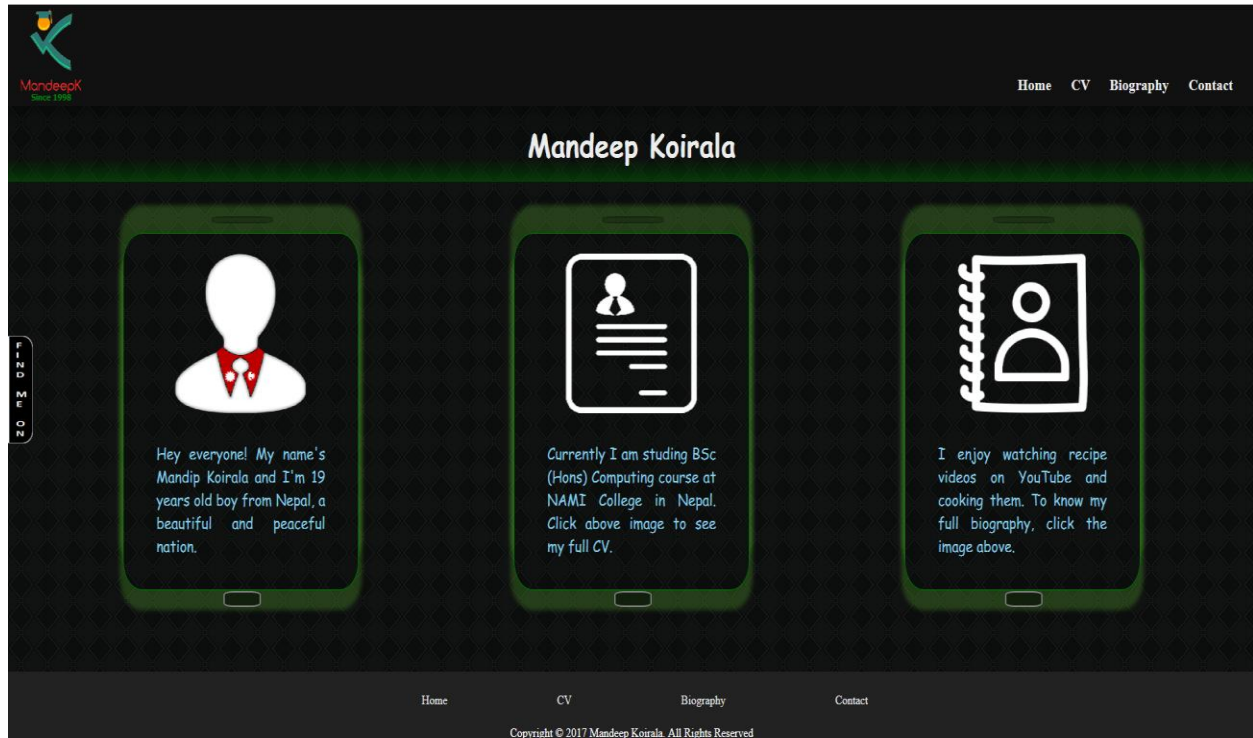 MandeepK
Since 1998
Home CV Biography Contact
Mandeep Koirala
FIND ME ON
Hey everyone! My name's
Mandip Koirala and I'm 19
years old boy from Nepal, a
beautiful and peaceful
nation.
Currently I am studing BSc
(Hons) Computing course at
NAMI College in Nepal.
Click above image to see
my full CV.
I enjoy watching recipe
videos on YouTube and
cooking them. To know my
full biography, click the
image above.
Home CV Biography Contact
Copyright © 2017 Mandeep Koirala. All Rights Reserved